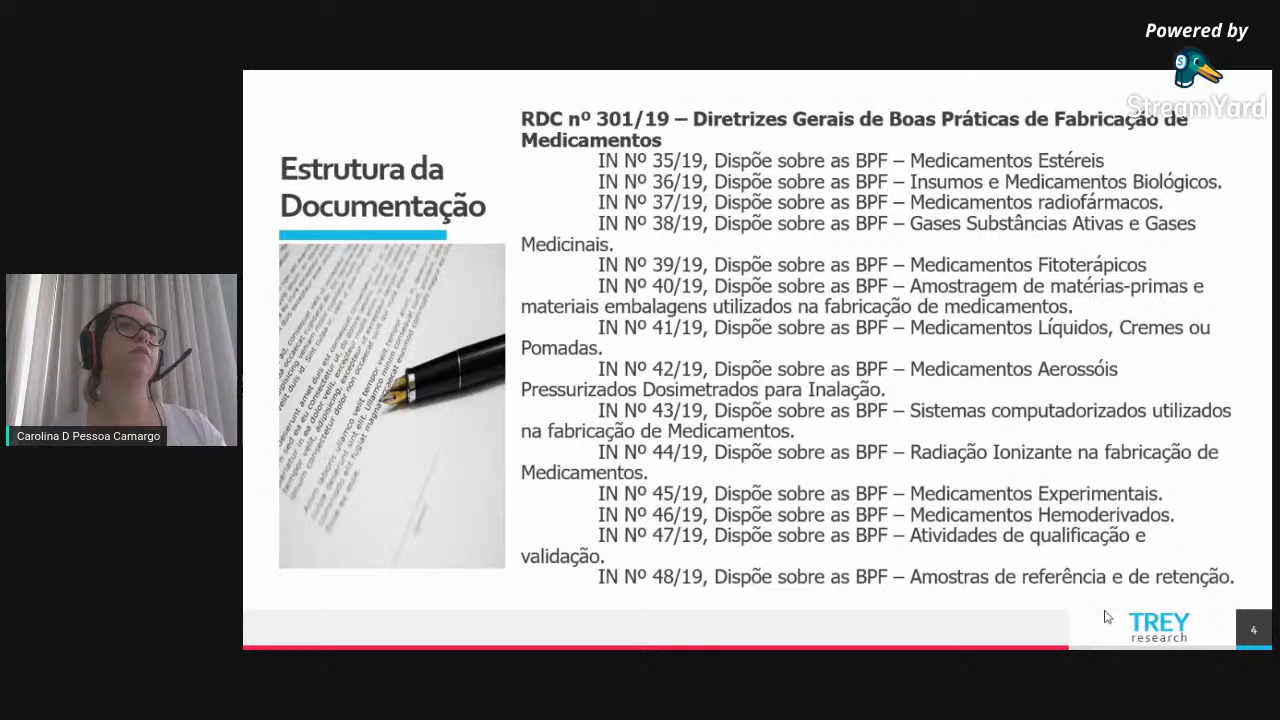 Powered by
StreamYard
RDC nº 301/19 – Diretrizes Gerais de Boas Práticas de Fabricação de
Medicamentos
Estrutura da
Documentação
IN Nº 35/19, Dispõe sobre as BPF – Medicamentos Estéreis
IN Nº 36/19, Dispõe sobre as BPF – Insumos e Medicamentos Biológicos.
IN Nº 37/19, Dispõe sobre as BPF – Medicamentos radiofármacos.
IN Nº 38/19, Dispõe sobre as BPF – Gases Substâncias Ativas e Gases
Medicinais.
IN Nº 39/19, Dispõe sobre as BPF – Medicamentos Fitoterápicos
IN Nº 40/19, Dispõe sobre as BPF – Amostragem de matérias-primas e
materiais embalagens utilizados na fabricação de medicamentos.
IN Nº 41/19, Dispõe sobre as BPF – Medicamentos Líquidos, Cremes ou
Pomadas.
IN Nº 42/19, Dispõe sobre as BPF – Medicamentos Aerossóis
Pressurizados Dosimetrados para Inalação.
IN Nº 43/19, Dispõe sobre as BPF – Sistemas computadorizados utilizados
na fabricação de Medicamentos.
IN Nº 44/19, Dispõe sobre as BPF – Radiação Ionizante na fabricação de
Medicamentos.
IN Nº 45/19, Dispõe sobre as BPF – Medicamentos Experimentais.
IN Nº 46/19, Dispõe sobre as BPF – Medicamentos Hemoderivados.
IN Nº 47/19, Dispõe sobre as BPF – Atividades de qualificação e
validação.
IN Nº 48/19, Dispõe sobre as BPF – Amostras de referência e de retenção.
Carolina D Pessoa Camargo
TREY
research
4